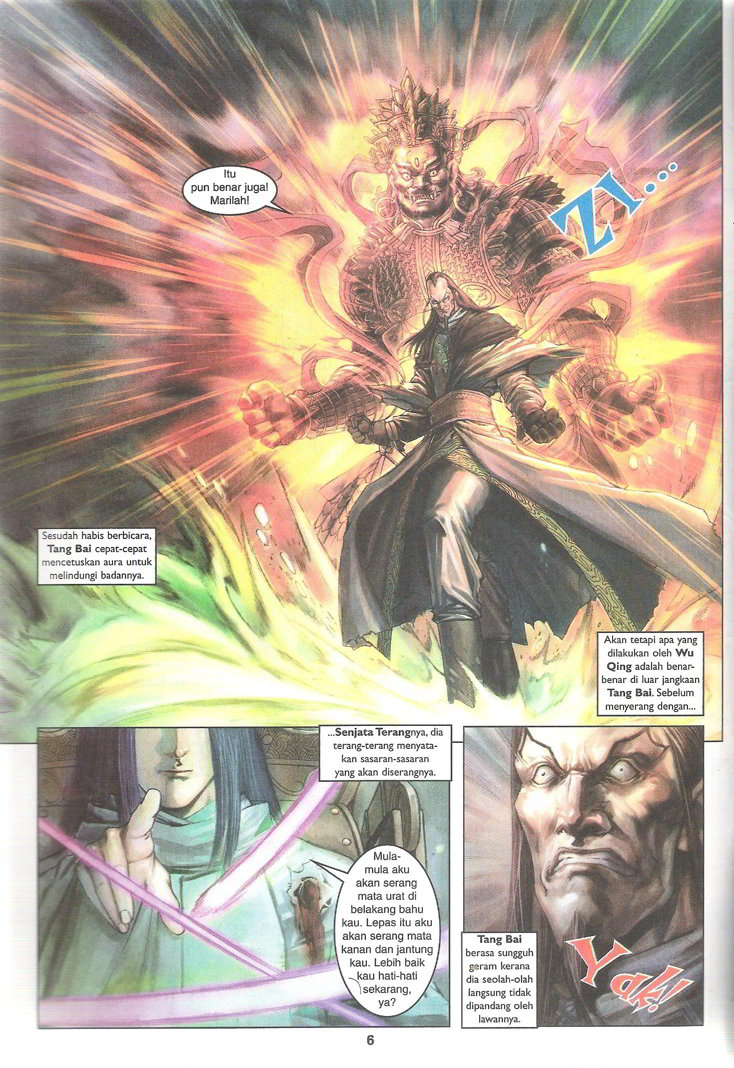 Itu
pun benar juga!
Marilah!
ZI...
Sesudah habis berbicara,
Tang Bai cepat-cepat
mencetuskan aura untuk
melindungi badannya.
Akan tetapi apa yang
dilakukan oleh Wu
Qing adalah benar-
benar di luar jangkaan
Tang Bai. Sebelum
menyerang dengan...
...Senjata Terangnya, dia
terang-terang menyata-
kan sasaran-sasaran
yang akan diserangnya.
Mula-
mula aku
akan serang
mata urat di
belakang bahu
kau. Lepas itu aku
akan serang mata
kanan dan jantung
kau. Lebih baik
kau hati-hati
sekarang,
ya?
Tang Bai
berasa sungguh
geram kerana
dia seolah-olah
langsung tidak
dipandang oleh
lawannya.
Yak!
6